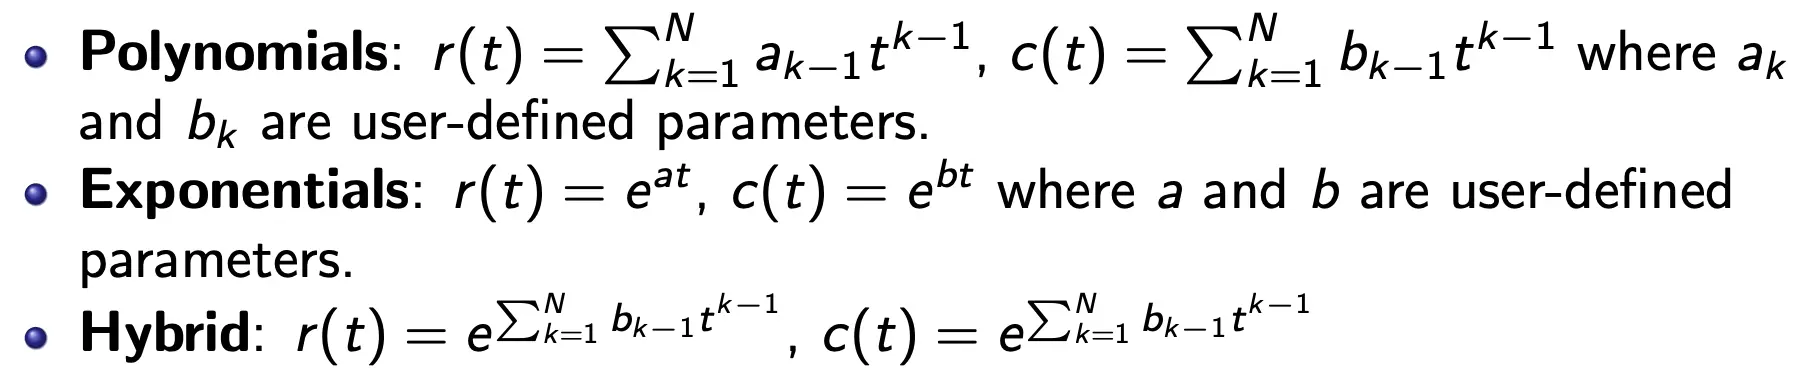 • Polynomials: r(t) = ∑_{k=1}^{N} a_{k−1}t^{k−1}, c(t) = ∑_{k=1}^{N} b_{k−1}t^{k−1} where a_k
and b_k are user-defined parameters.
• Exponentials: r(t) = e^{at}, c(t) = e^{bt} where a and b are user-defined
parameters.
• Hybrid: r(t) = e^{∑_{k=1}^{N} b_{k−1}t^{k−1}}, c(t) = e^{∑_{k=1}^{N} b_{k−1}t^{k−1}}